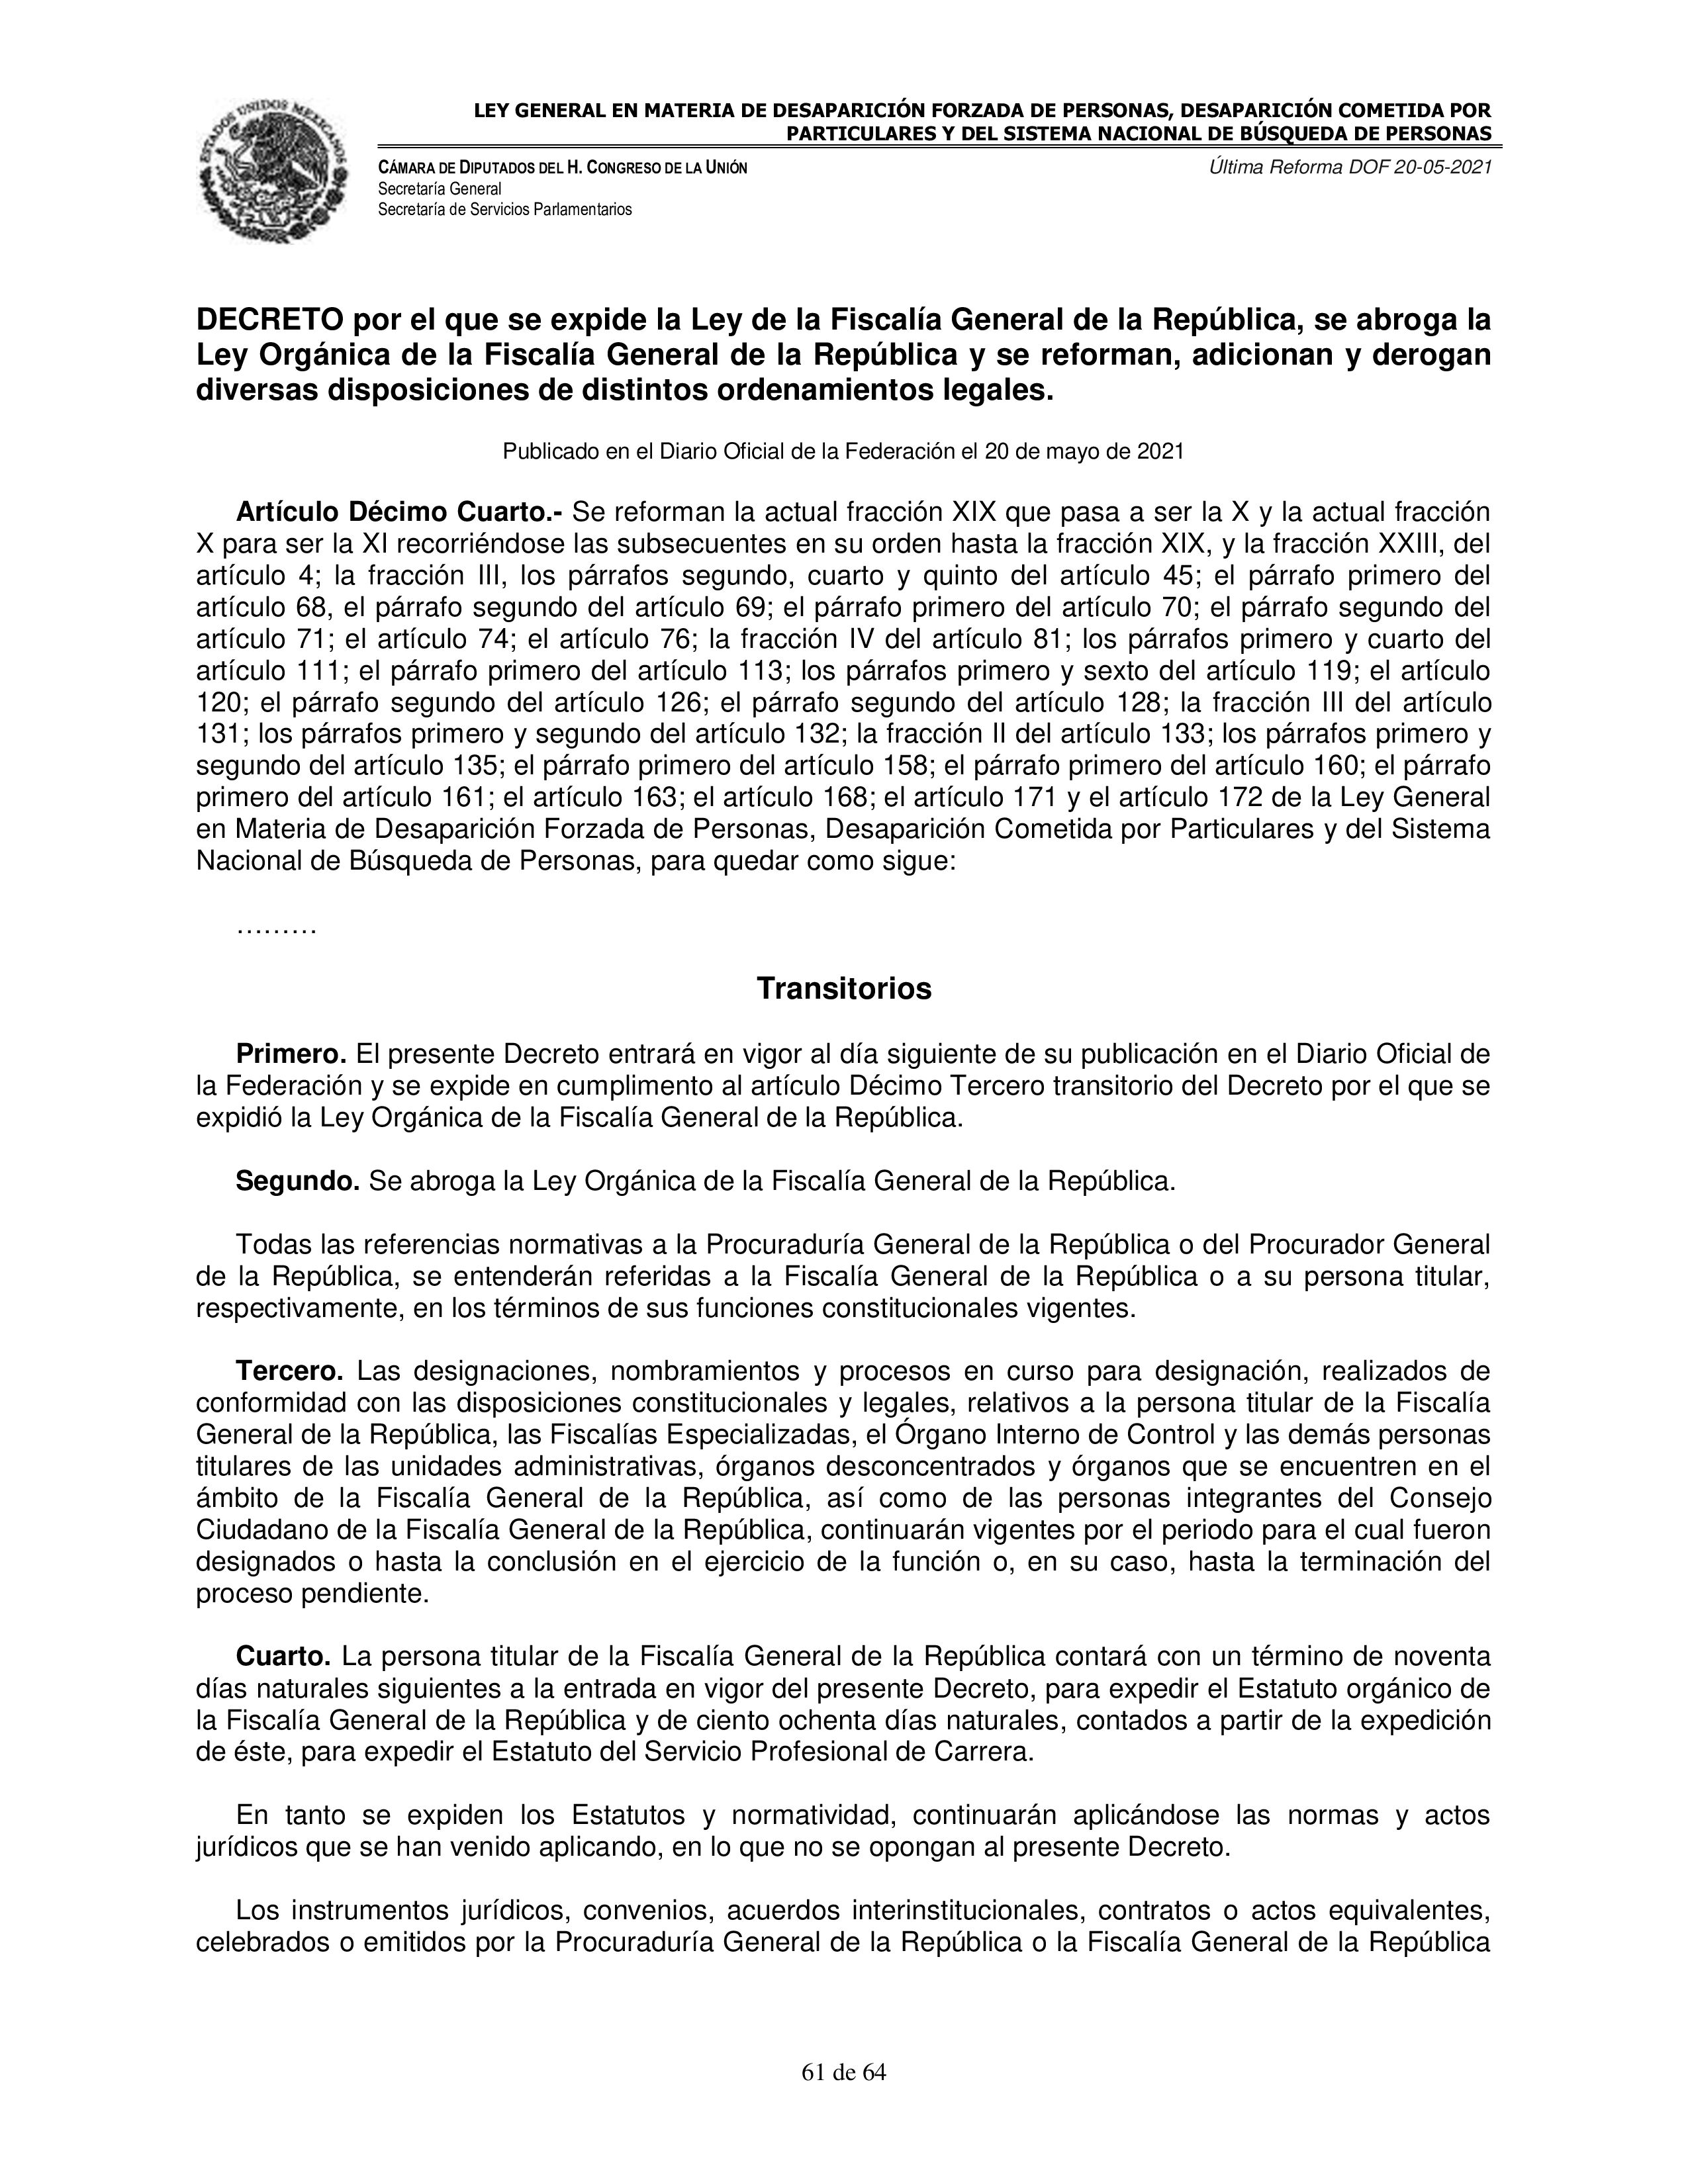 ESTADOS UNIDOS MEXICANOS
LEY GENERAL EN MATERIA DE DESAPARICIÓN FORZADA DE PERSONAS, DESAPARICIÓN COMETIDA POR
PARTICULARES Y DEL SISTEMA NACIONAL DE BÚSQUEDA DE PERSONAS
CÁMARA DE DIPUTADOS DEL H. CONGRESO DE LA UNIÓN
Última Reforma DOF 20-05-2021
Secretaría General
Secretaría de Servicios Parlamentarios
DECRETO por el que se expide la Ley de la Fiscalía General de la República, se abroga la
Ley Orgánica de la Fiscalía General de la República y se reforman, adicionan y derogan
diversas disposiciones de distintos ordenamientos legales.
Publicado en el Diario Oficial de la Federación el 20 de mayo de 2021
Artículo Décimo Cuarto.- Se reforman la actual fracción XIX que pasa a ser la X y la actual fracción
X para ser la XI recorriéndose las subsecuentes en su orden hasta la fracción XIX, y la fracción XXIII, del
artículo 4; la fracción III, los párrafos segundo, cuarto y quinto del artículo 45; el párrafo primero del
artículo 68, el párrafo segundo del artículo 69; el párrafo primero del artículo 70; el párrafo segundo del
artículo 71; el artículo 74; el artículo 76; la fracción IV del artículo 81; los párrafos primero y cuarto del
artículo 111; el párrafo primero del artículo 113; los párrafos primero y sexto del artículo 119; el artículo
120; el párrafo segundo del artículo 126; el párrafo segundo del artículo 128; la fracción III del artículo
131; los párrafos primero y segundo del artículo 132; la fracción II del artículo 133; los párrafos primero y
segundo del artículo 135; el párrafo primero del artículo 158; el párrafo primero del artículo 160; el párrafo
primero del artículo 161; el artículo 163; el artículo 168; el artículo 171 y el artículo 172 de la Ley General
en Materia de Desaparición Forzada de Personas, Desaparición Cometida por Particulares y del Sistema
Nacional de Búsqueda de Personas, para quedar como sigue:
………
Transitorios
Primero. El presente Decreto entrará en vigor al día siguiente de su publicación en el Diario Oficial de
la Federación y se expide en cumplimento al artículo Décimo Tercero transitorio del Decreto por el que se
expidió la Ley Orgánica de la Fiscalía General de la República.
Segundo. Se abroga la Ley Orgánica de la Fiscalía General de la República.
Todas las referencias normativas a la Procuraduría General de la República o del Procurador General
de la República, se entenderán referidas a la Fiscalía General de la República o a su persona titular,
respectivamente, en los términos de sus funciones constitucionales vigentes.
Tercero. Las designaciones, nombramientos y procesos en curso para designación, realizados de
conformidad con las disposiciones constitucionales y legales, relativos a la persona titular de la Fiscalía
General de la República, las Fiscalías Especializadas, el Órgano Interno de Control y las demás personas
titulares de las unidades administrativas, órganos desconcentrados y órganos que se encuentren en el
ámbito de la Fiscalía General de la República, así como de las personas integrantes del Consejo
Ciudadano de la Fiscalía General de la República, continuarán vigentes por el periodo para el cual fueron
designados o hasta la conclusión en el ejercicio de la función o, en su caso, hasta la terminación del
proceso pendiente.
Cuarto. La persona titular de la Fiscalía General de la República contará con un término de noventa
días naturales siguientes a la entrada en vigor del presente Decreto, para expedir el Estatuto orgánico de
la Fiscalía General de la República y de ciento ochenta días naturales, contados a partir de la expedición
de éste, para expedir el Estatuto del Servicio Profesional de Carrera.
En tanto se expiden los Estatutos y normatividad, continuarán aplicándose las normas y actos
jurídicos que se han venido aplicando, en lo que no se opongan al presente Decreto.
Los instrumentos jurídicos, convenios, acuerdos interinstitucionales, contratos o actos equivalentes,
celebrados o emitidos por la Procuraduría General de la República o la Fiscalía General de la República
61 de 64